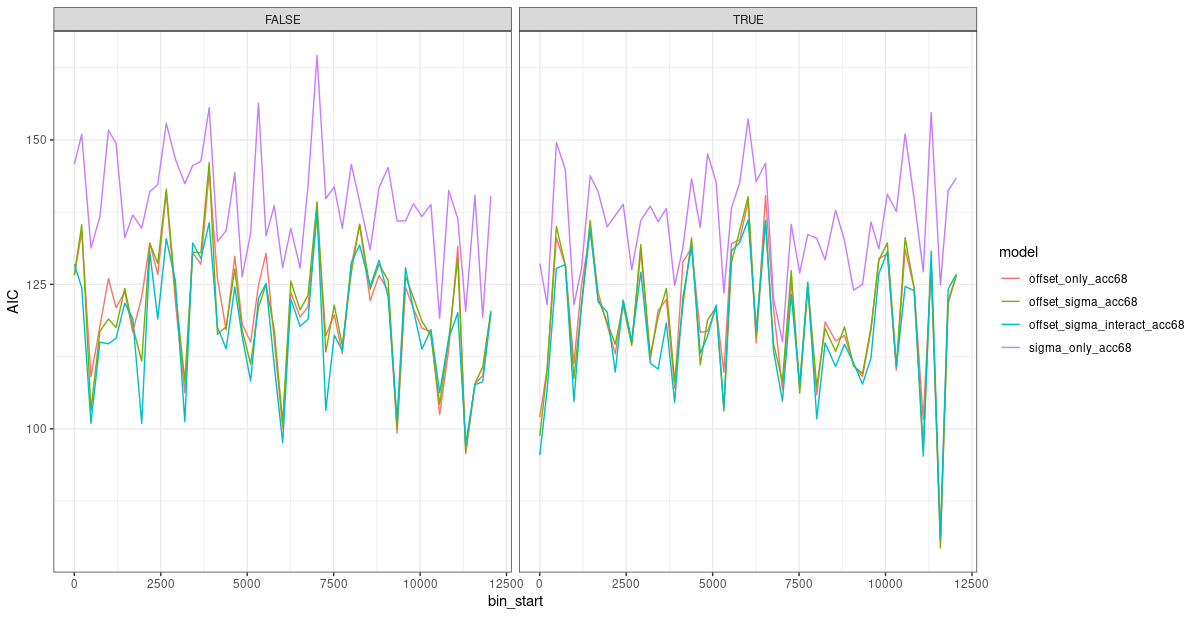 FALSE
TRUE
AIC
150
125
100
0
2500
5000
7500
10000
12500
0
2500
5000
7500
10000
12500
bin_start
model
offset_only_acc68
offset_sigma_acc68
offset_sigma_interact_acc68
sigma_only_acc68